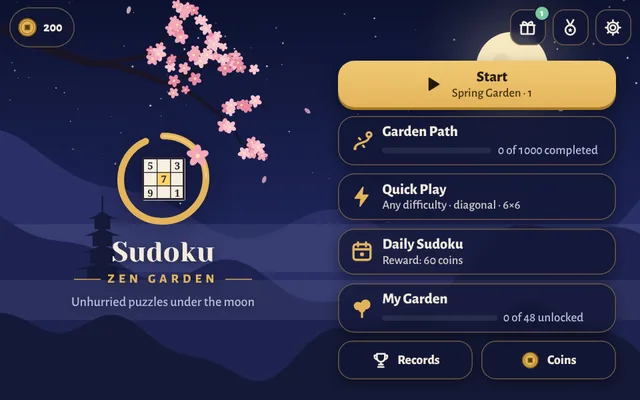 200
1
Start
Spring Garden · 1
Garden Path
0 of 1000 completed
Quick Play
Any difficulty · diagonal · 6×6
Daily Sudoku
Reward: 60 coins
My Garden
0 of 48 unlocked
Records
Coins
5 3
7
9 1
Sudoku
ZEN GARDEN
Unhurried puzzles under the moon